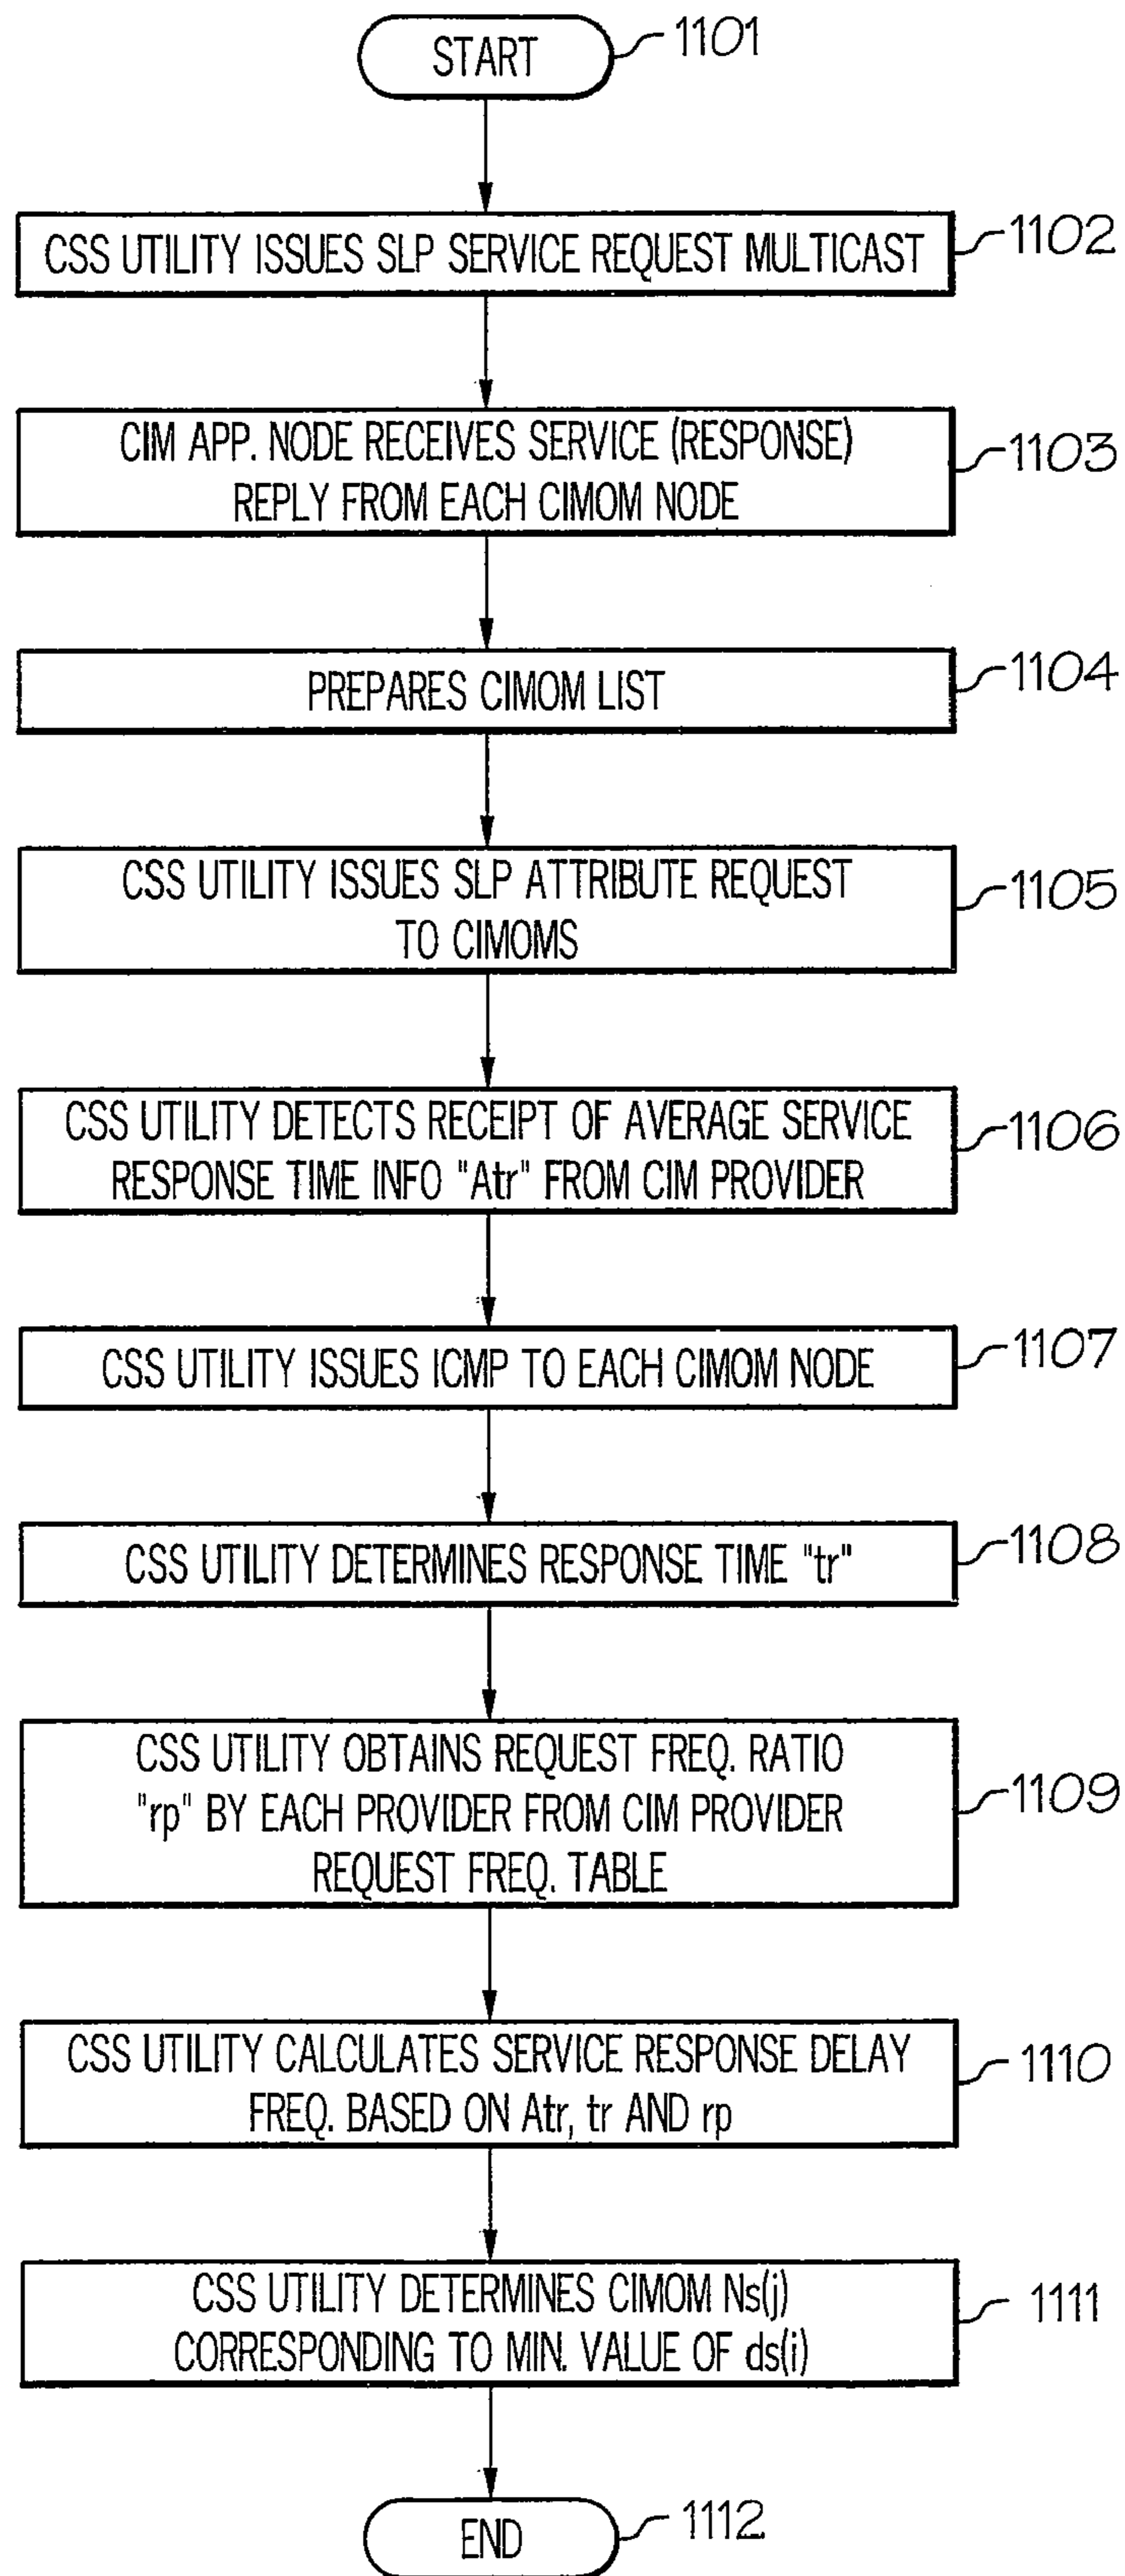 START
1101
CSS UTILITY ISSUES SLP SERVICE REQUEST MULTICAST
1102
CIM APP. NODE RECEIVES SERVICE (RESPONSE)
REPLY FROM EACH CIMOM NODE
1103
PREPARES CIMOM LIST
1104
CSS UTILITY ISSUES SLP ATTRIBUTE REQUEST
TO CIMOMS
1105
CSS UTILITY DETECTS RECEIPT OF AVERAGE SERVICE
RESPONSE TIME INFO "Atr" FROM CIM PROVIDER
1106
CSS UTILITY ISSUES ICMP TO EACH CIMOM NODE
1107
CSS UTILITY DETERMINES RESPONSE TIME "tr"
1108
CSS UTILITY OBTAINS REQUEST FREQ. RATIO
"rp" BY EACH PROVIDER FROM CIM PROVIDER
REQUEST FREQ. TABLE
1109
CSS UTILITY CALCULATES SERVICE RESPONSE DELAY
FREQ. BASED ON Atr, tr AND rp
1110
CSS UTILITY DETERMINES CIMOM Ns(j)
CORRESPONDING TO MIN. VALUE OF ds(i)
1111
END
1112